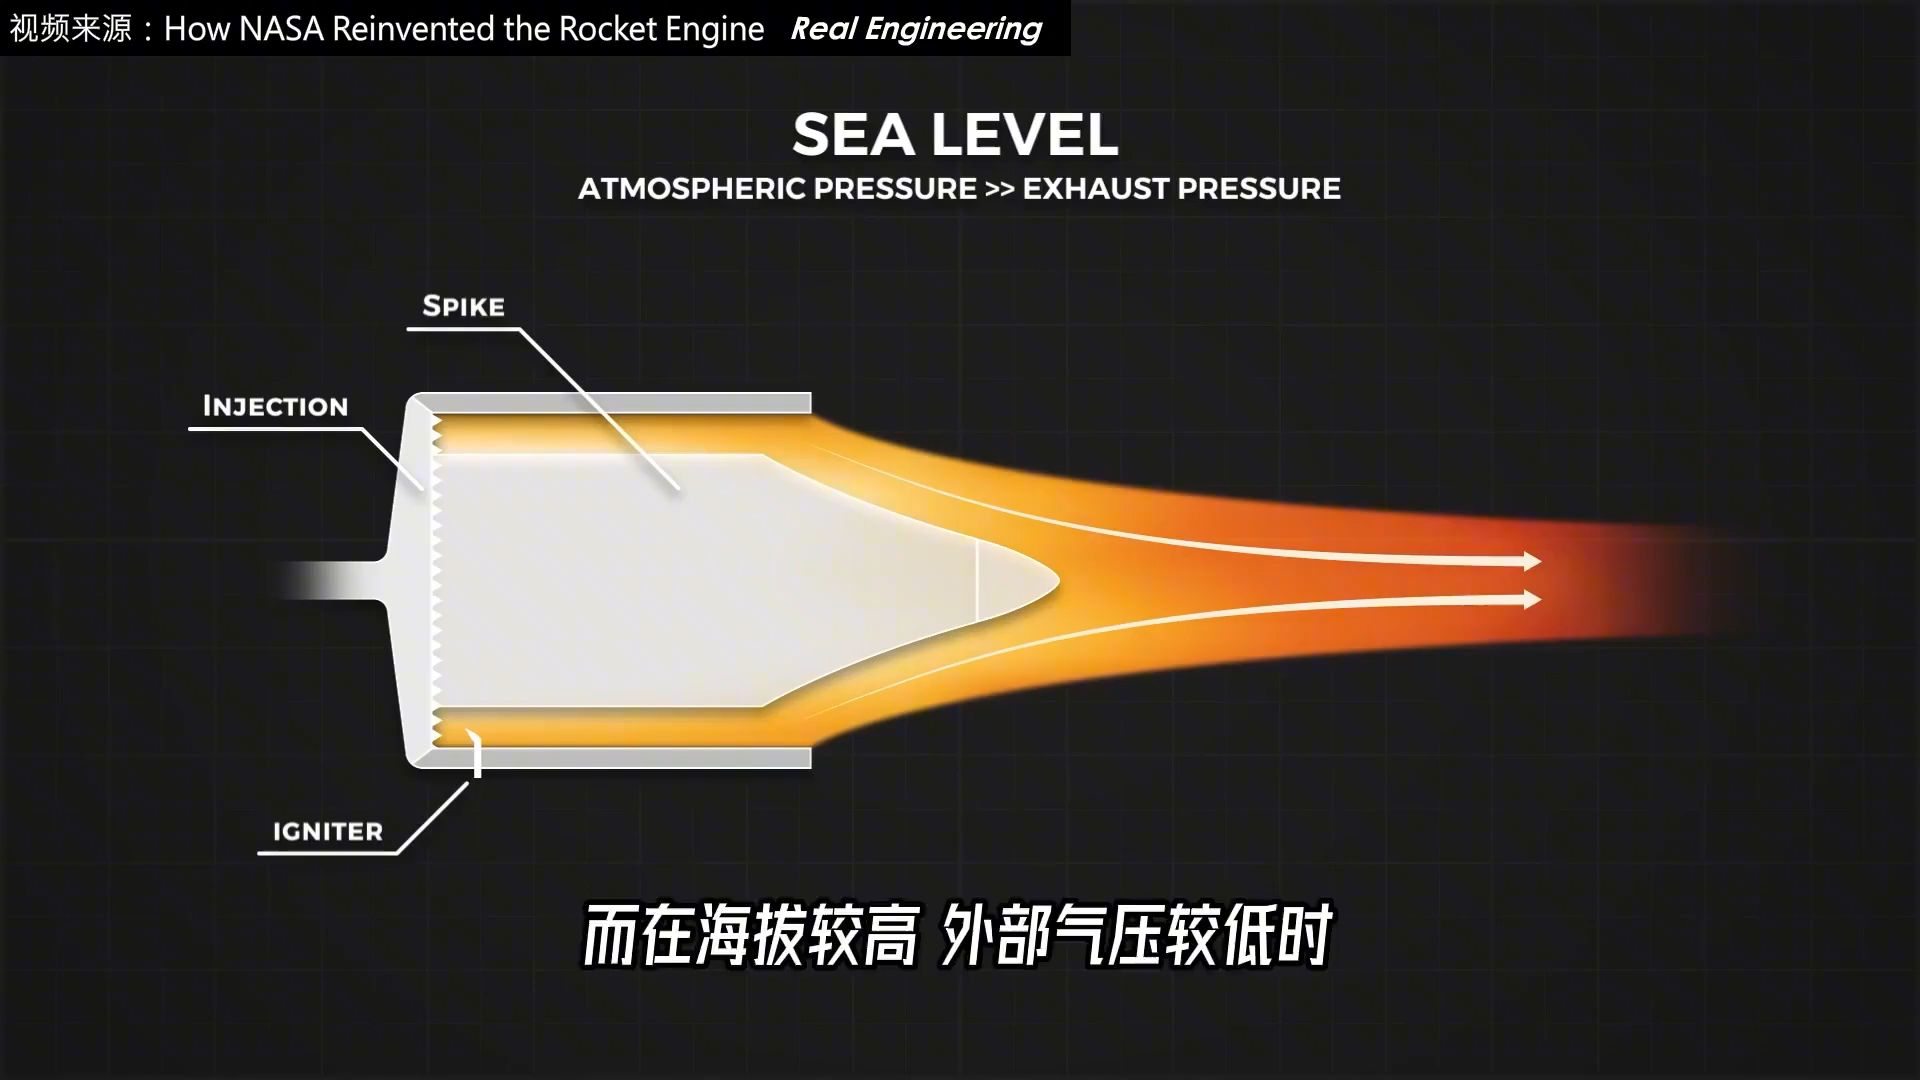 视频来源：How NASA Reinvented the Rocket Engine Real Engineering
SEA LEVEL
ATMOSPHERIC PRESSURE >> EXHAUST PRESSURE
SPIKE
INJECTION
IGNITER
而在海拔较高 外部气压较低时